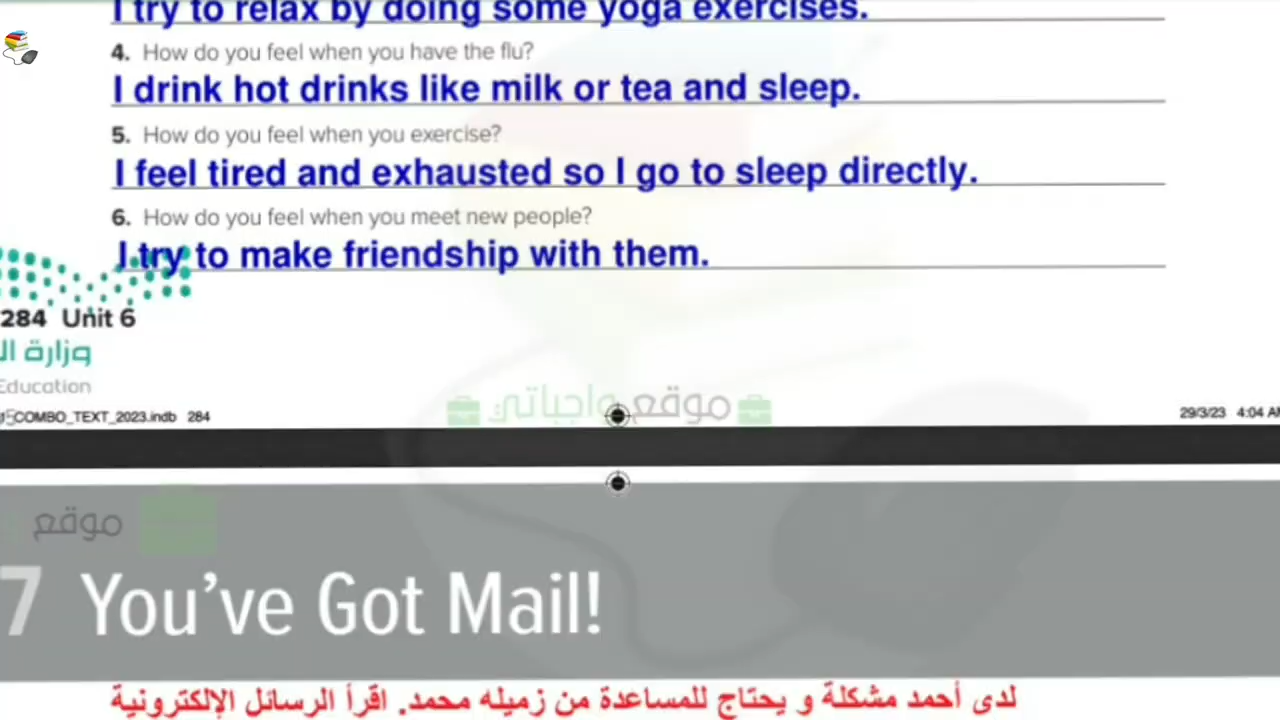 I try to relax by doing some yoga exercises.
4. How do you feel when you have the flu?
I drink hot drinks like milk or tea and sleep.
5. How do you feel when you exercise?
I feel tired and exhausted so I go to sleep directly.
6. How do you feel when you meet new people?
I try to make friendship with them.
284 Unit 6
وزارة ال
Education
COMBO_TEXT_2023.indb 284
موقع واجباتي
29/3/23 4:04 AM
موقع
7 You've Got Mail!
لدى أحمد مشكلة و يحتاج للمساعدة من زميله محمد. اقرأ الرسائل الإلكترونية